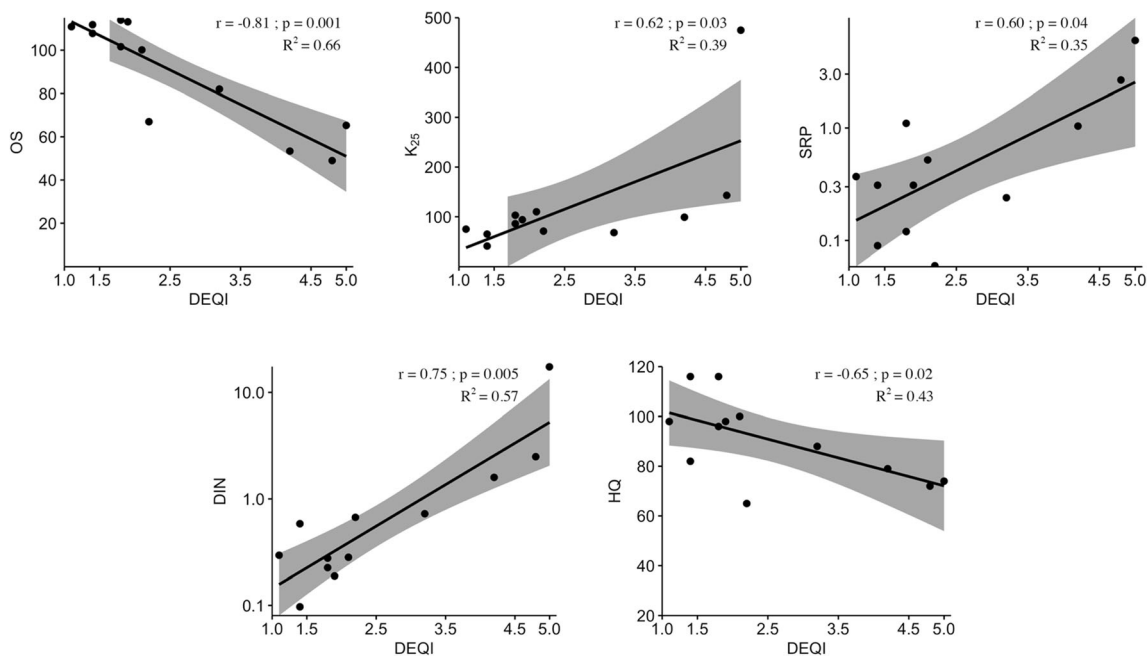 r = -0.81 ; p = 0.001
R² = 0.66
OS
100
80
60
40
20
1.0 1.5 2.5 3.5 4.5 5.0
DEQI
r = 0.62 ; p = 0.03
R² = 0.39
K₂₅
500
400
300
200
100
1.0 1.5 2.5 3.5 4.5 5.0
DEQI
r = 0.60 ; p = 0.04
R² = 0.35
SRP
3.0
1.0
0.3
0.1
1.0 1.5 2.5 3.5 4.5 5.0
DEQI
r = 0.75 ; p = 0.005
R² = 0.57
DIN
10.0
1.0
0.1
1.0 1.5 2.5 3.5 4.5 5.0
DEQI
r = -0.65 ; p = 0.02
R² = 0.43
HQ
120
100
80
60
40
20
1.0 1.5 2.5 3.5 4.5 5.0
DEQI